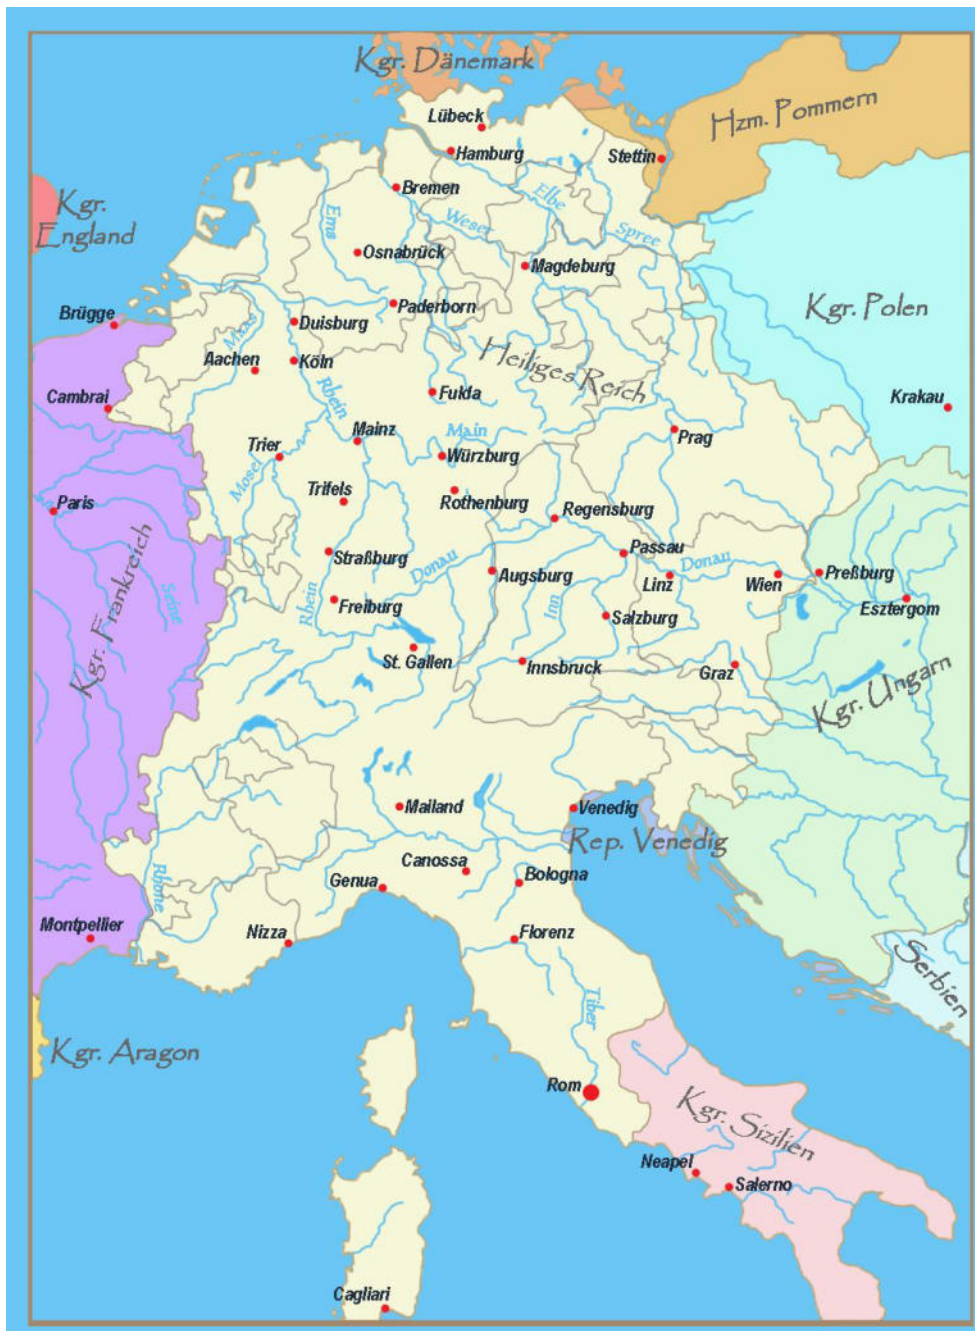 Kgr. Dänemark
Hzm. Pommern
Lübeck
Hamburg
Stettin
Bremen
Elbe
Kgr.
England
Ems
Weser
Spree
Osnabrück
Magdeburg
Paderborn
Kgr. Polen
Brügge
Duisburg
Maas
Aachen
Köln
Heiliges Reich
Rhein
Cambrai
Fulda
Krakau
Mainz
Main
Prag
Trier
Würzburg
Mosel
Trifels
Rothenburg
Paris
Regensburg
Straßburg
Donau
Passau
Donau
Augsburg
Linz
Wien
Preßburg
Kgr. Frankreich
Seine
Rhein
Freiburg
Inn
Salzburg
Esztergom
St. Gallen
Innsbruck
Graz
Kgr. Ungarn
Mailand
Venedig
Rep. Venedig
Canossa
Bologna
Genua
Rhône
Montpellier
Nizza
Florenz
Serbien
Tiber
Kgr. Aragon
Rom
Kgr. Sizilien
Neapel
Salerno
Cagliari